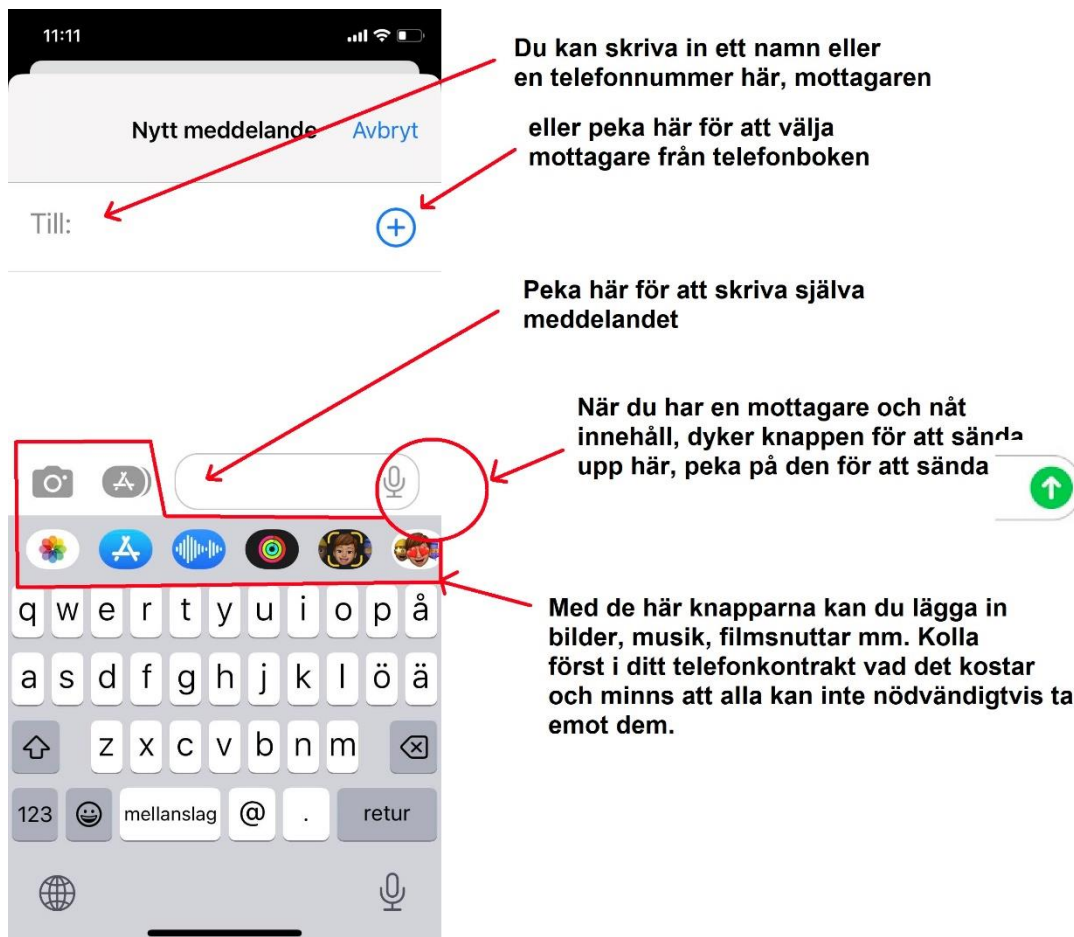 11:11
Du kan skriva in ett namn eller
en telefonnummer här, mottagaren
Nytt meddelande
Avbryt
eller peka här för att välja
mottagare från telefonboken
Till:
Peka här för att skriva själva
meddelandet
När du har en mottagare och nåt
innehåll, dyker knappen för att sända
upp här, peka på den för att sända
Med de här knapparna kan du lägga in
bilder, musik, filmsnuttar mm. Kolla
först i ditt telefonkontrakt vad det kostar
och minns att alla kan inte nödvändigtvis ta
emot dem.
q w e r t y u i o p å
a s d f g h j k l ö ä
z x c v b n m
123 mellanslag @ . retur